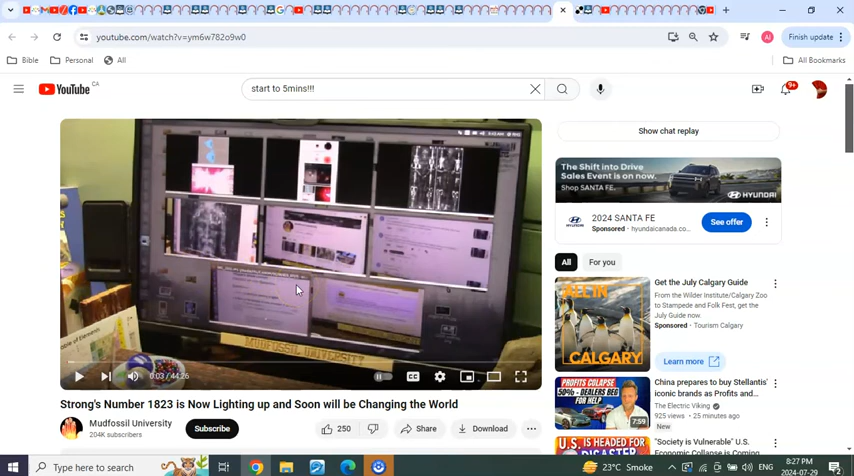 youtube.com/watch?v=ym6w782o9w0
Finish update
Bible
Personal
All
All Bookmarks
YouTube CA
start to 5mins!!!
9+
MUDFOSSIL UNIVERSITY
0:03 / 44:26
Show chat replay
The Shift into Drive
Sales Event is on now.
Shop SANTA FE.
HYUNDAI
2024 SANTA FE
Sponsored · hyundaicanada.co...
See offer
All
For you
ALL IN
CALGARY
Get the July Calgary Guide
From the Wilder Institute/Calgary Zoo
to Stampede and Folk Fest, get the
July Guide now.
Sponsored · Tourism Calgary
Learn more
PROFITS COLLAPSE
50% - DEALERS BEG
FOR HELP
7:59
China prepares to buy Stellantis'
iconic brands as Profits and...
The Electric Viking
925 views · 25 minutes ago
New
U.S. IS HEADED FOR
"Society is Vulnerable" U.S.
Economic Collapse is Coming
Strong's Number 1823 is Now Lighting up and Soon will be Changing the World
Mudfossil University
204K subscribers
Subscribe
250
Share
Download
Type here to search
23°C Smoke
8:27 PM
2024-07-29